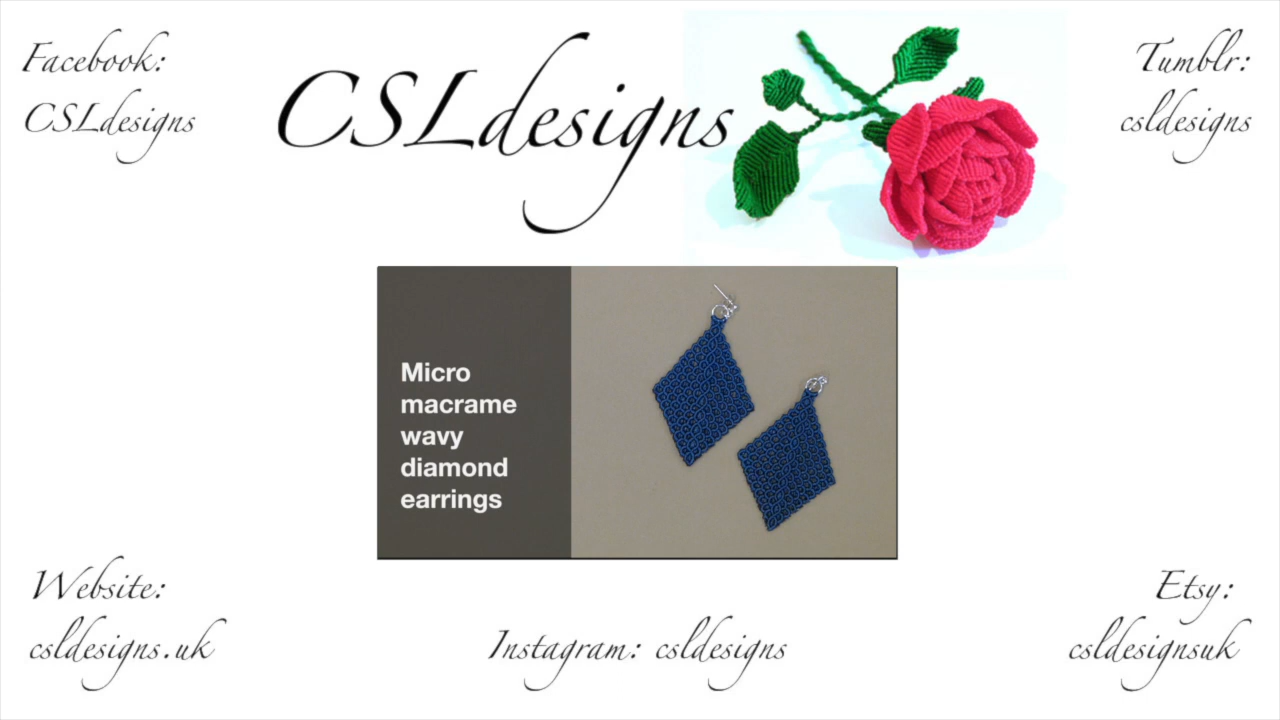 Facebook:
CSLdesigns
CSLdesigns
Tumblr:
csldesigns
Micro
macrame
wavy
diamond
earrings
Website:
csldesigns.uk
Instagram: csldesigns
Etsy:
csldesignsuk